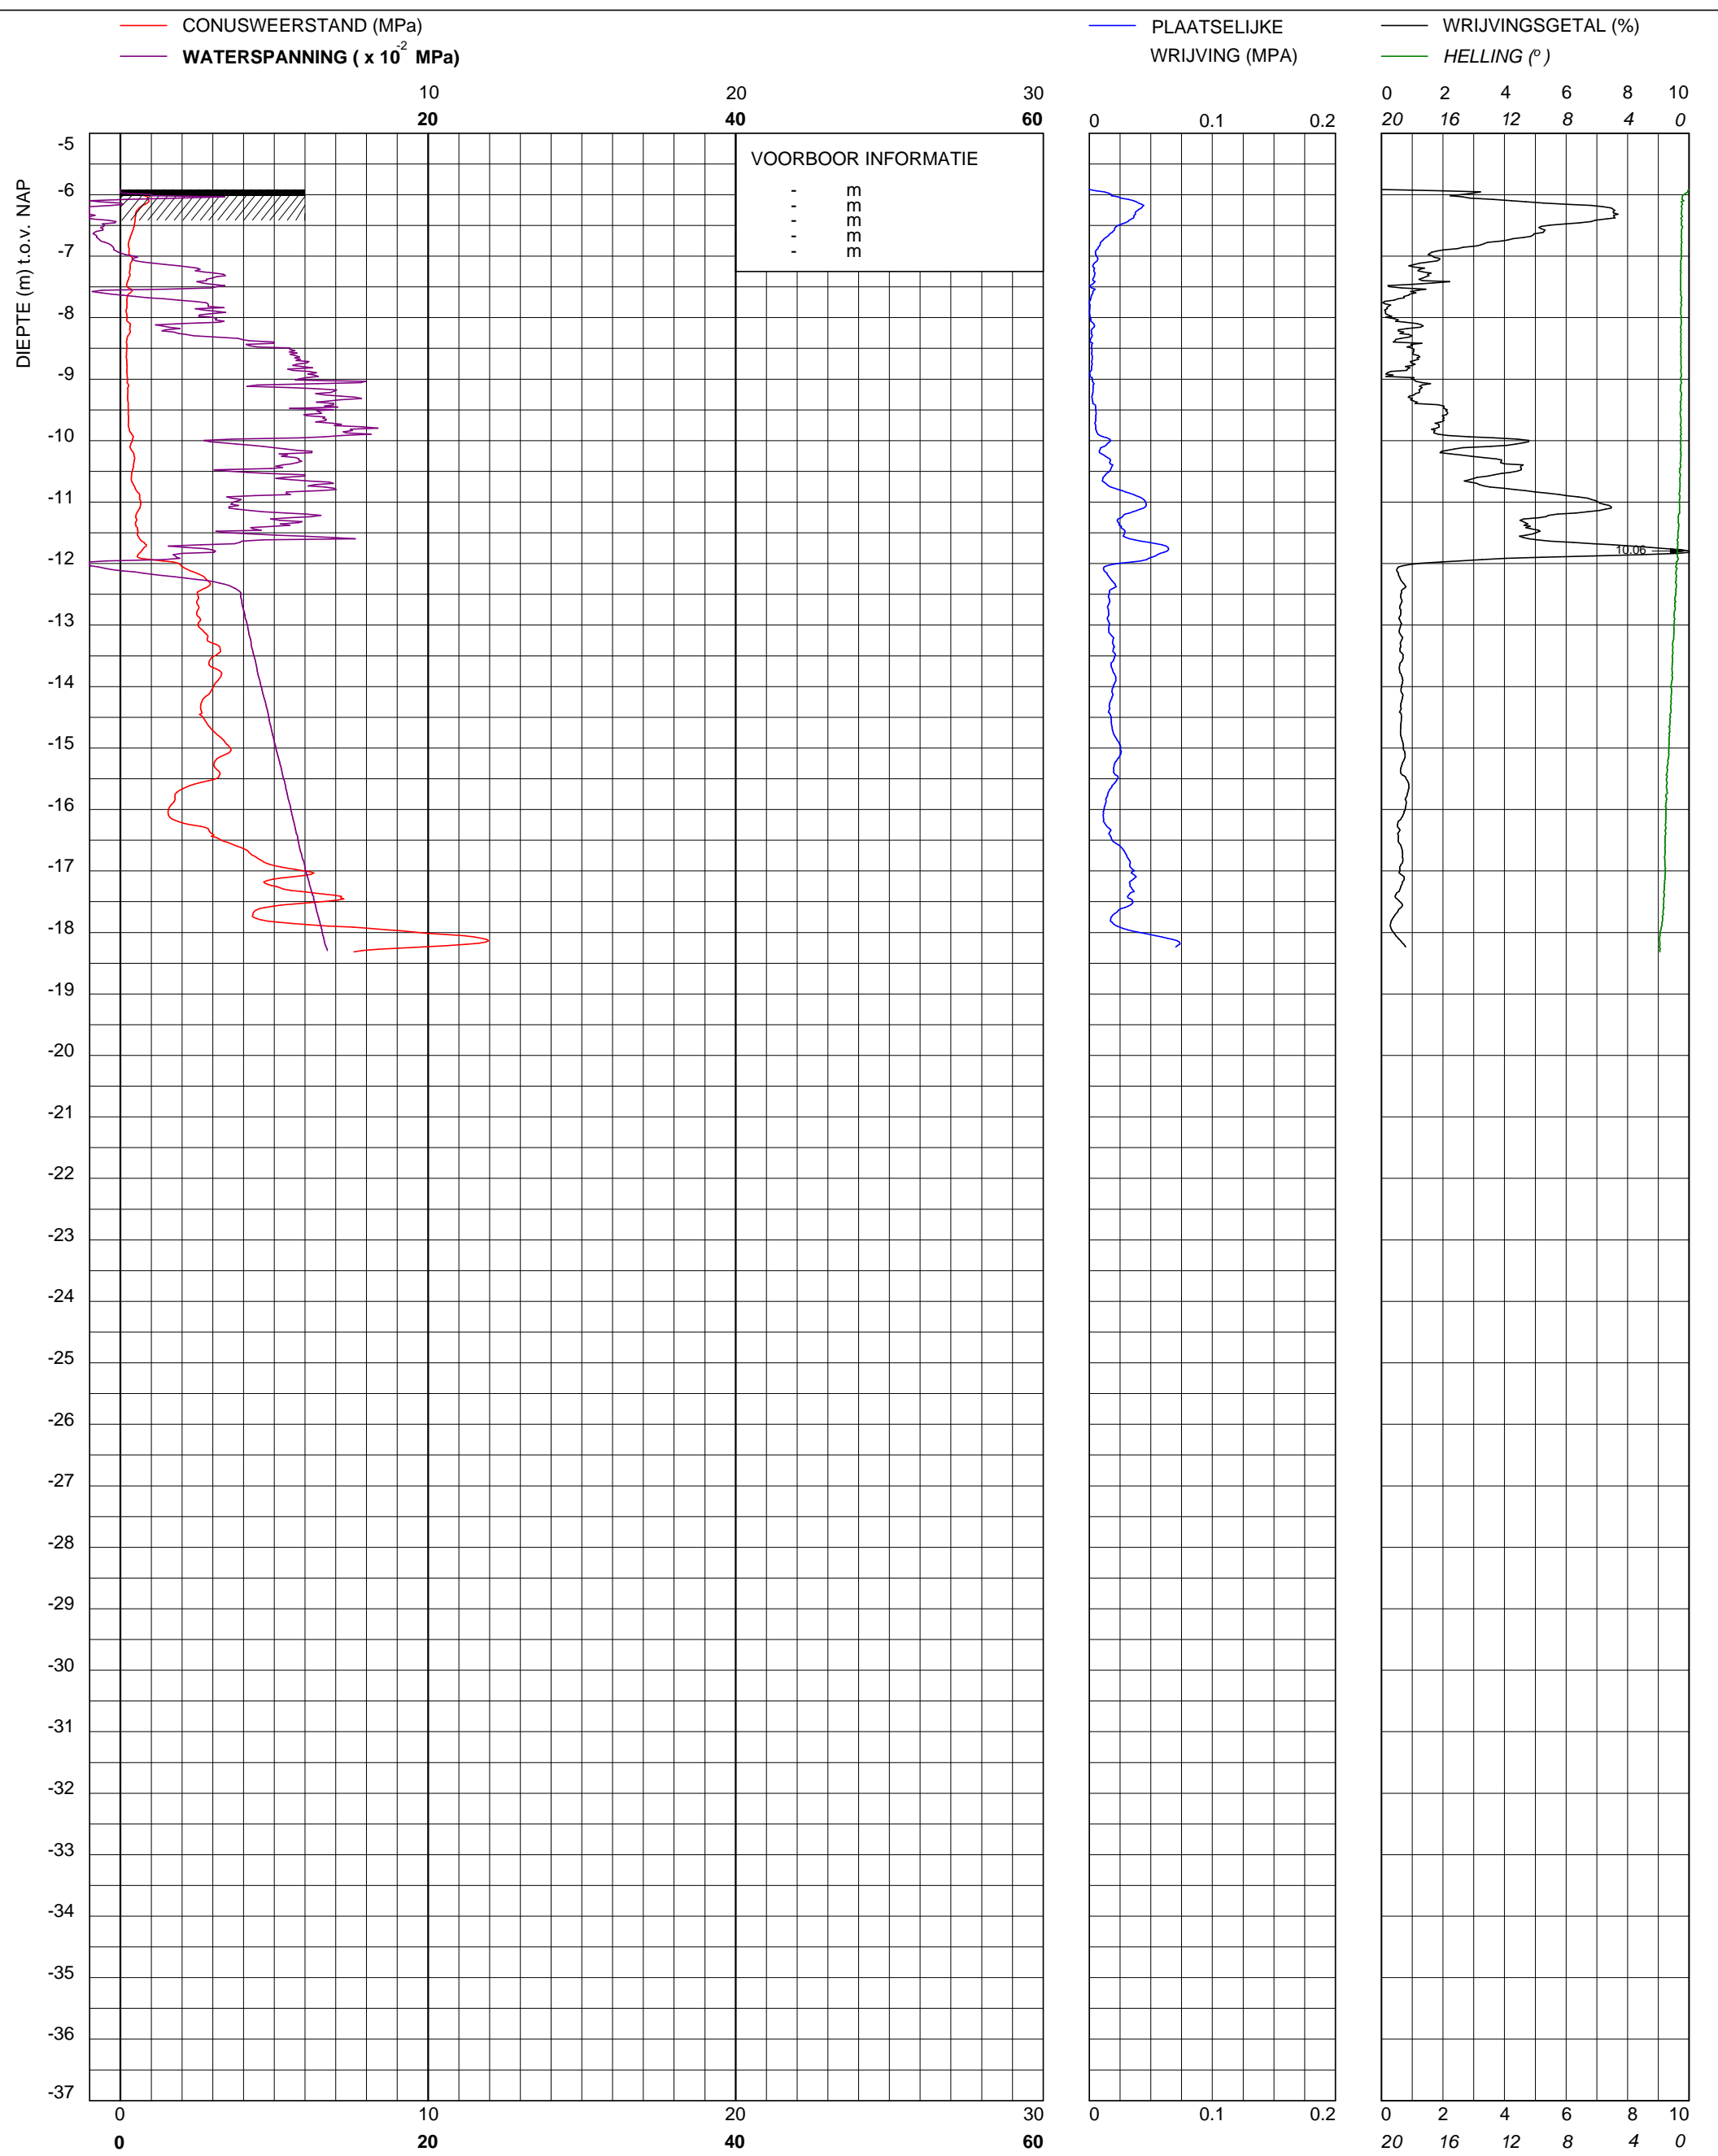 CONUSWEERSTAND (MPa)
WATERSPANNING ( x 10-2 MPa)
PLAATSELIJKE
WRIJVING (MPA)
WRIJVINGSGETAL (%)
HELLING (º)
10 20 30
20 40 60
0 0.1 0.2
0 2 4 6 8 10
20 16 12 8 4 0
DIEPTE (m) t.o.v. NAP
VOORBOOR INFORMATIE
- m
- m
- m
- m
- m
-5
-6
-7
-8
-9
-10
-11
-12
-13
-14
-15
-16
-17
-18
-19
-20
-21
-22
-23
-24
-25
-26
-27
-28
-29
-30
-31
-32
-33
-34
-35
-36
-37
10.06
0 10 20 30
0 20 40 60
0 0.1 0.2
0 2 4 6 8 10
20 16 12 8 4 0